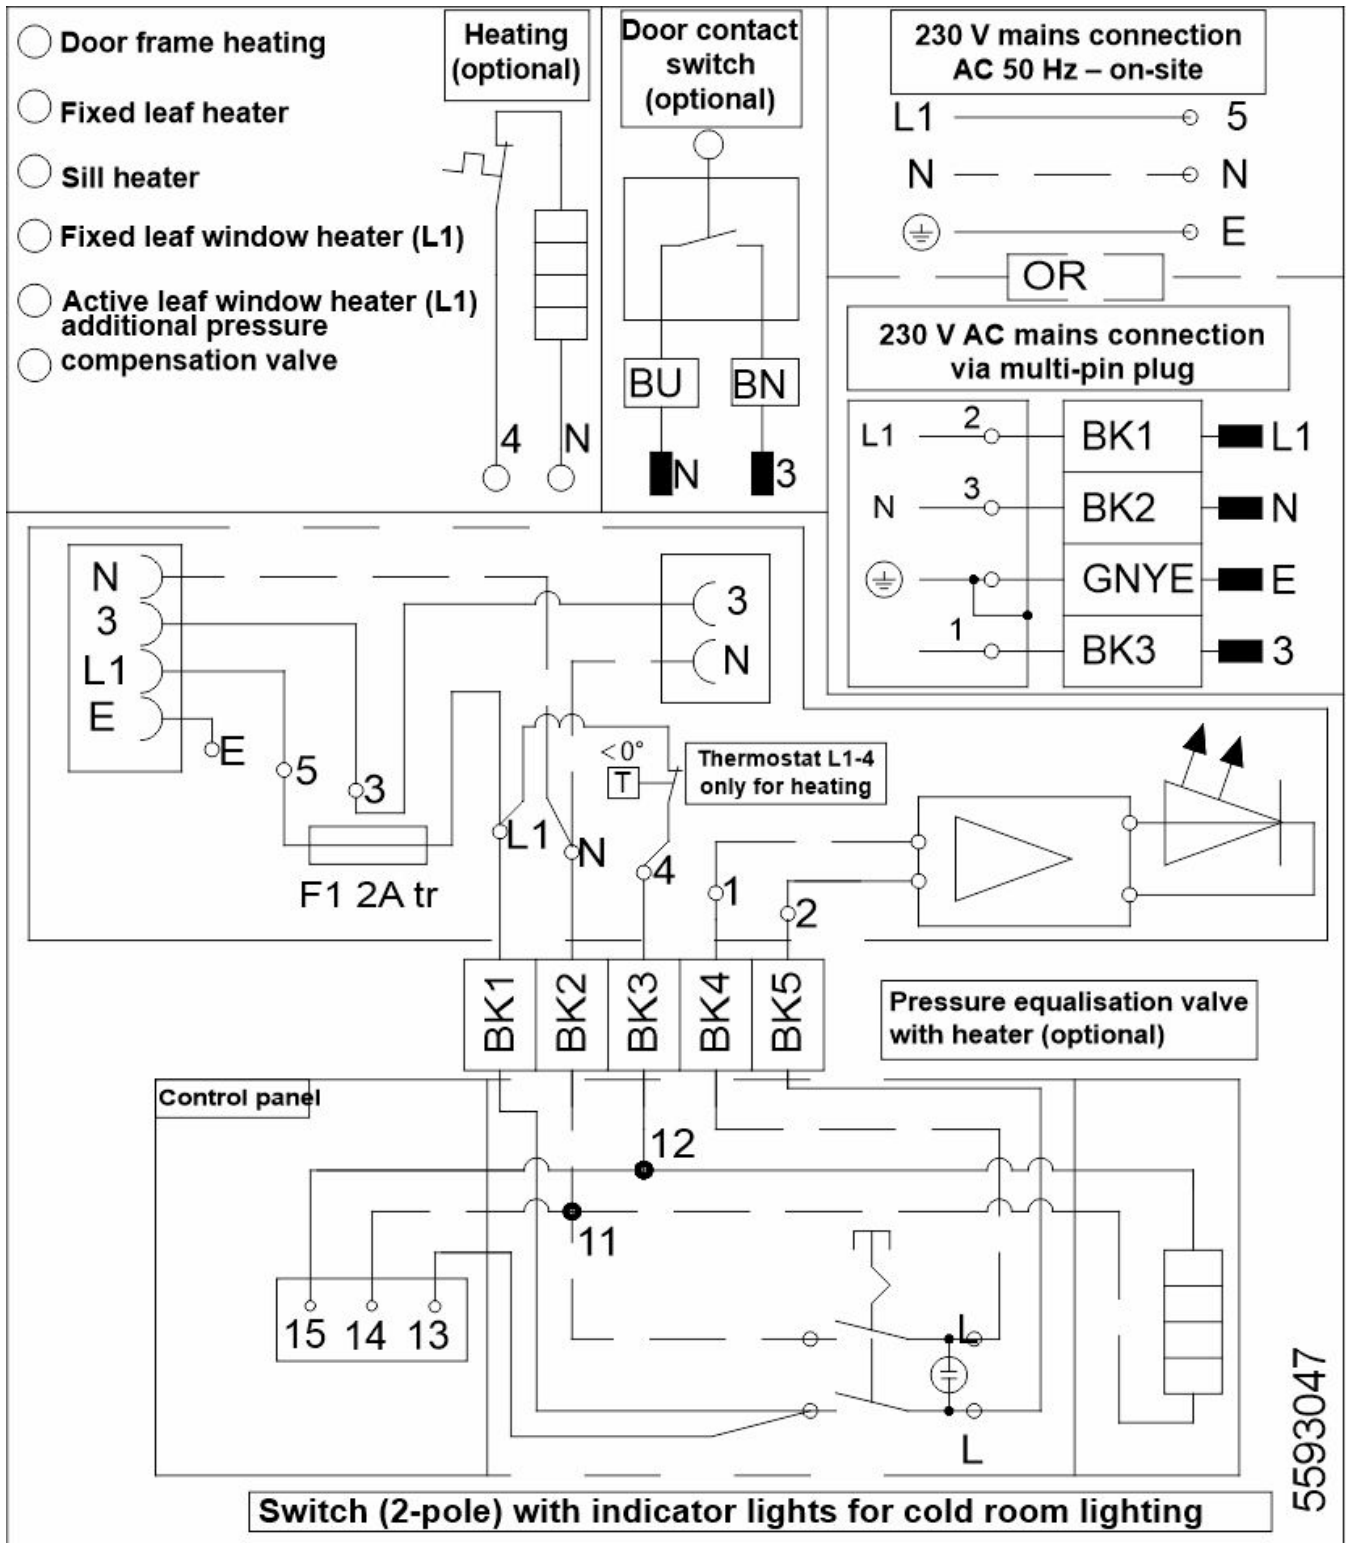 Door frame heating
Fixed leaf heater
Sill heater
Fixed leaf window heater (L1)
Active leaf window heater (L1)
additional pressure
compensation valve
Heating
(optional)
4 N
Door contact
switch
(optional)
BU BN
N 3
230 V mains connection
AC 50 Hz – on-site
L1 5
N N
E
OR
230 V AC mains connection
via multi-pin plug
L1 2 BK1 L1
N 3 BK2 N
GNYE E
1 BK3 3
N
3
L1
E
E
5
3
F1 2A tr
3
N
<0°
T
Thermostat L1-4
only for heating
L1
N
4
1
2
BK1 BK2 BK3 BK4 BK5
Pressure equalisation valve
with heater (optional)
Control panel
12
11
15 14 13
L
L
5593047
Switch (2-pole) with indicator lights for cold room lighting